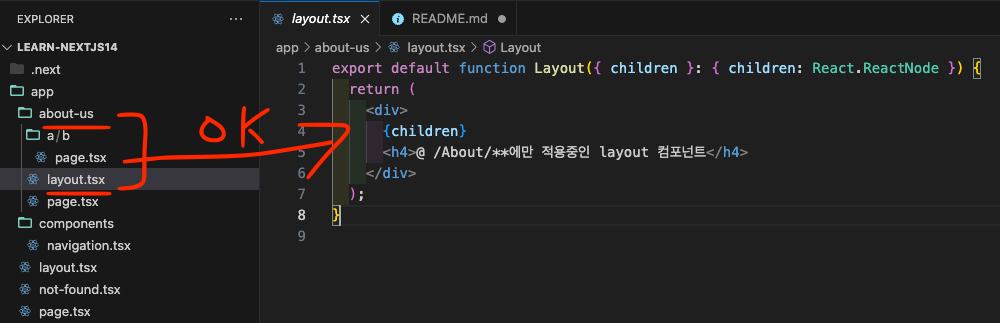 EXPLORER
LEARN-NEXTJS14
.next
app
about-us
a/b
page.tsx
layout.tsx
page.tsx
components
navigation.tsx
layout.tsx
not-found.tsx
page.tsx
OK
layout.tsx
README.md
app > about-us > layout.tsx > Layout
1 export default function Layout({ children }: { children: React.ReactNode }) {
2 return (
3 <div>
4 {children}
5 <h4>@ /About/**에만 적용중인 layout 컴포넌트</h4>
6 </div>
7 );
8 }
9